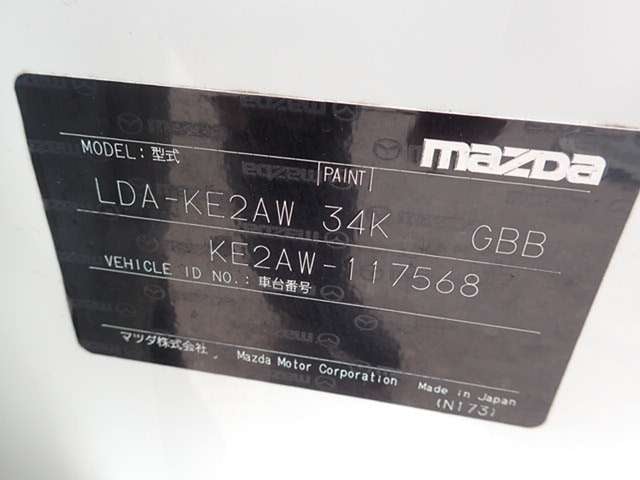 mazda
MODEL: 型式 PAINT
LDA-KE2AW 34K GBB
KE2AW-117568
VEHICLE ID NO.: 車台番号
マツダ株式会社. Mazda Motor Corporation Made in Japan
(N173)